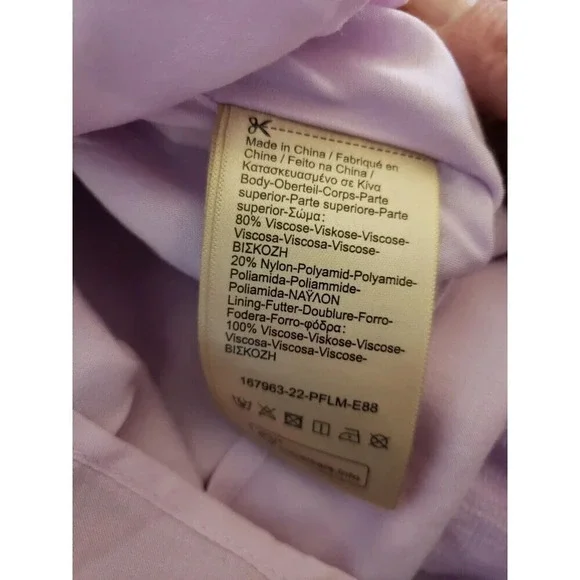 Made in China / Fabriqué en
Chine / Feito na China /
Κατασκευασμένο σε Κίνα
Body-Oberteil-Corps-Parte
superior-Parte superiore-Parte
superior-Σώμα:
80% Viscose-Viskose-Viscose-
Viscosa-Viscosa-Viscose-
ΒΙΣΚΟΖΗ
20% Nylon-Polyamid-Polyamide-
Poliamida-Poliammide-
Poliamida-ΝΑΫΛΟΝ
Lining-Futter-Doublure-Forro-
Fodera-Forro-φόδρα:
100% Viscose-Viskose-Viscose-
Viscosa-Viscosa-Viscose-
ΒΙΣΚΟΖΗ
167963-22-PFLM-E88